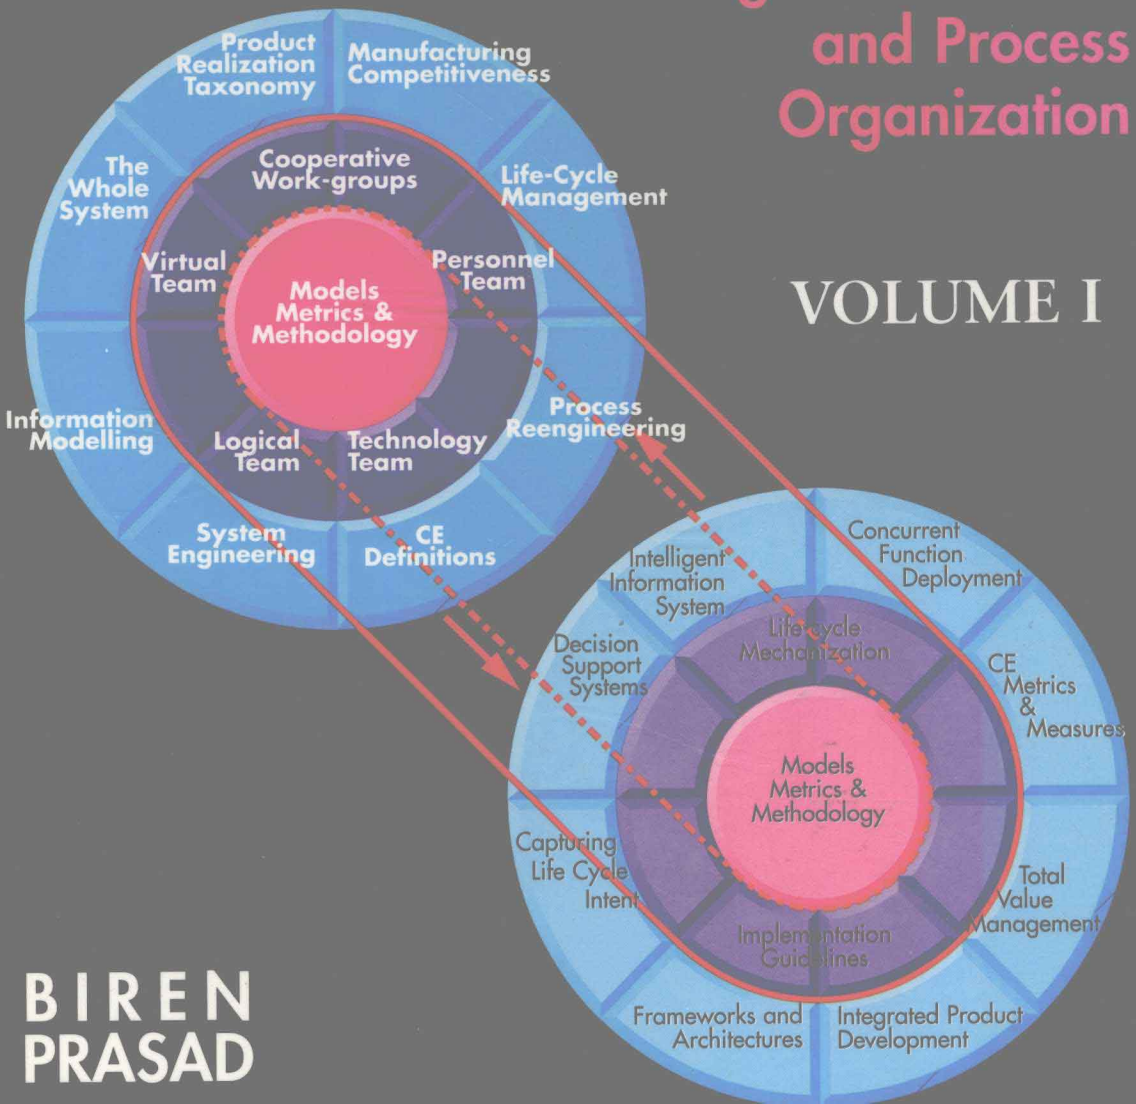 and Process
Organization
VOLUME I
Product
Realization
Taxonomy
Manufacturing
Competitiveness
The
Whole
System
Cooperative
Work-groups
Life-Cycle
Management
Virtual
Team
Models
Metrics &
Methodology
Personnel
Team
Information
Modelling
Logical
Team
Technology
Team
Process
Reengineering
System
Engineering
CE
Definitions
Intelligent
Information
System
Concurrent
Function
Deployment
Decision
Support
Systems
Life-cycle
Mechanization
CE
Metrics
&
Measures
Models
Metrics &
Methodology
Capturing
Life Cycle
Intent
Total
Value
Management
Implementation
Guidelines
Frameworks and
Architectures
Integrated Product
Development
BIREN
PRASAD